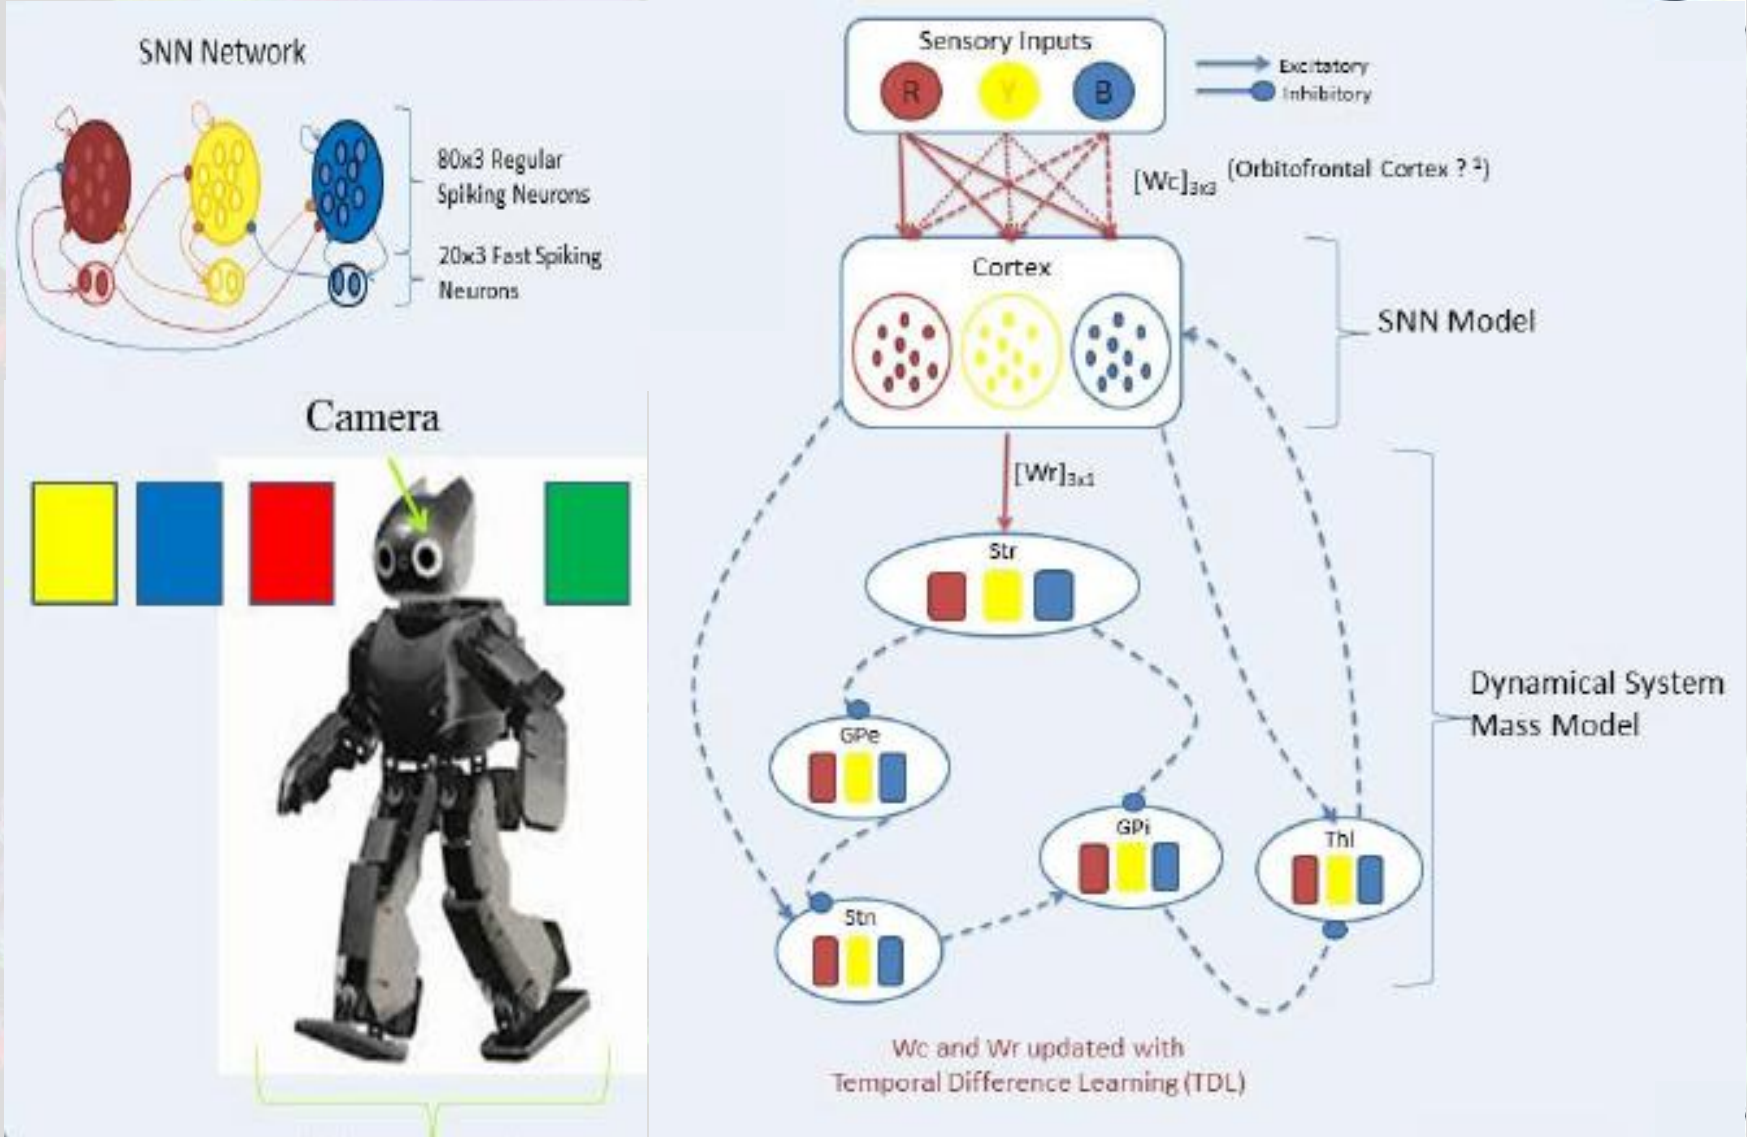 SNN Network
80x3 Regular
Spiking Neurons
20x3 Fast Spiking
Neurons
Camera
Sensory Inputs
R Y B
Excitatory
Inhibitory
[Wc]3x3 (Orbitofrontal Cortex ? 1)
Cortex
SNN Model
[Wr]3x1
Str
GPe
GPi
Thl
Stn
Dynamical System
Mass Model
Wc and Wr updated with
Temporal Difference Learning (TDL)